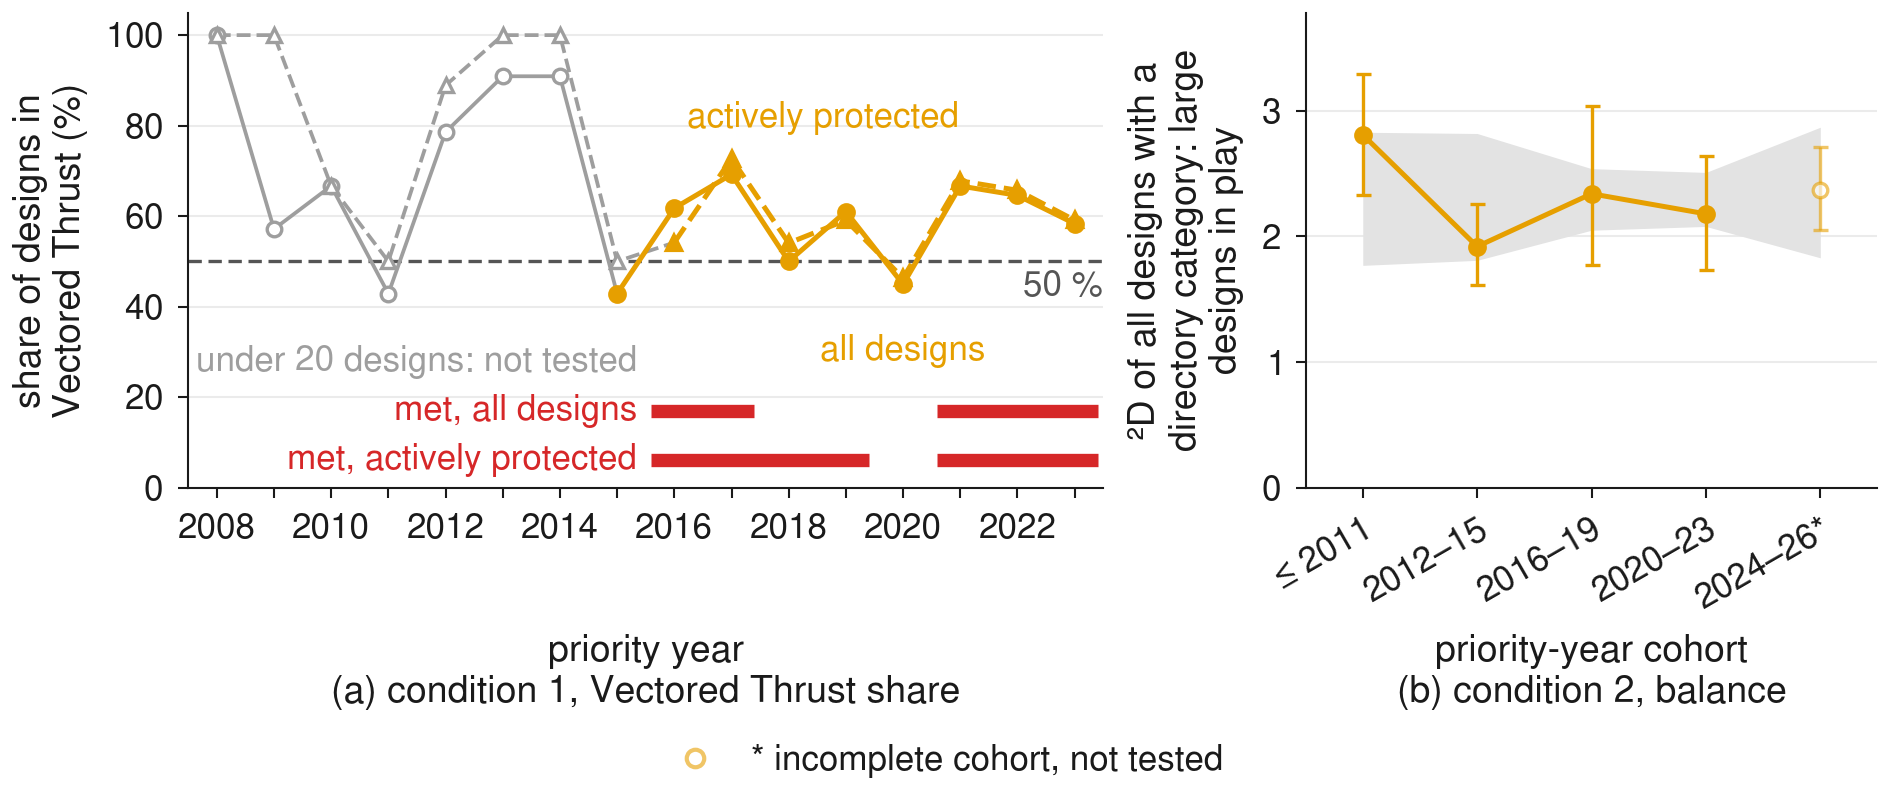 share of designs in
Vectored Thrust (%)
100
80
60
40
20
0
actively protected
50 %
all designs
under 20 designs: not tested
met, all designs
met, actively protected
2008 2010 2012 2014 2016 2018 2020 2022
priority year
(a) condition 1, Vectored Thrust share
²D of all designs with a
directory category: large
designs in play
3
2
1
0
≤ 2011
2012–15
2016–19
2020–23
2024–26*
priority-year cohort
(b) condition 2, balance
* incomplete cohort, not tested